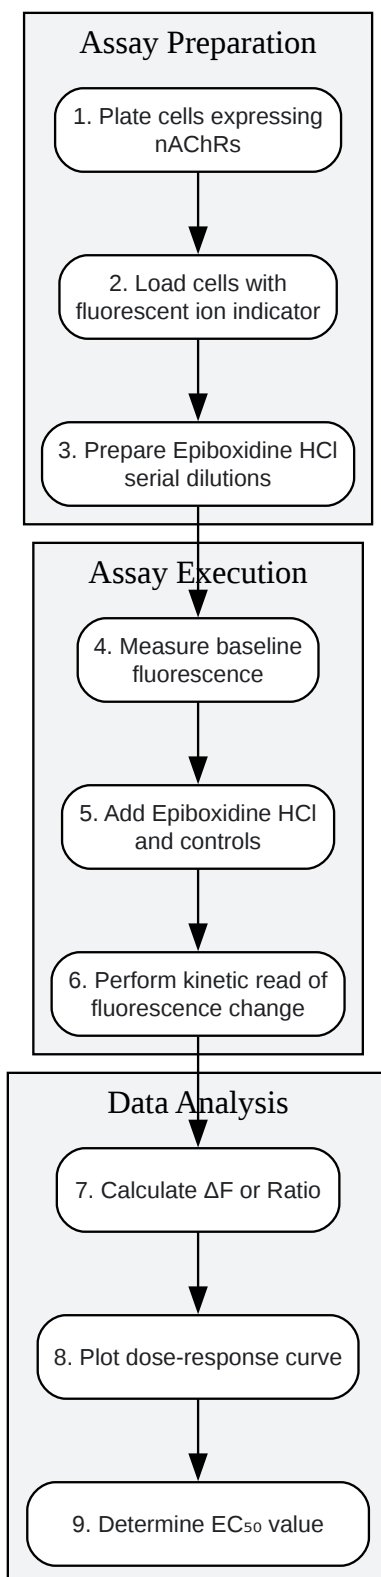 Assay Preparation
1. Plate cells expressing
nAChRs
2. Load cells with
fluorescent ion indicator
3. Prepare Epiboxidine HCl
serial dilutions
Assay Execution
4. Measure baseline
fluorescence
5. Add Epiboxidine HCl
and controls
6. Perform kinetic read of
fluorescence change
Data Analysis
7. Calculate ΔF or Ratio
8. Plot dose-response curve
9. Determine EC₅₀ value